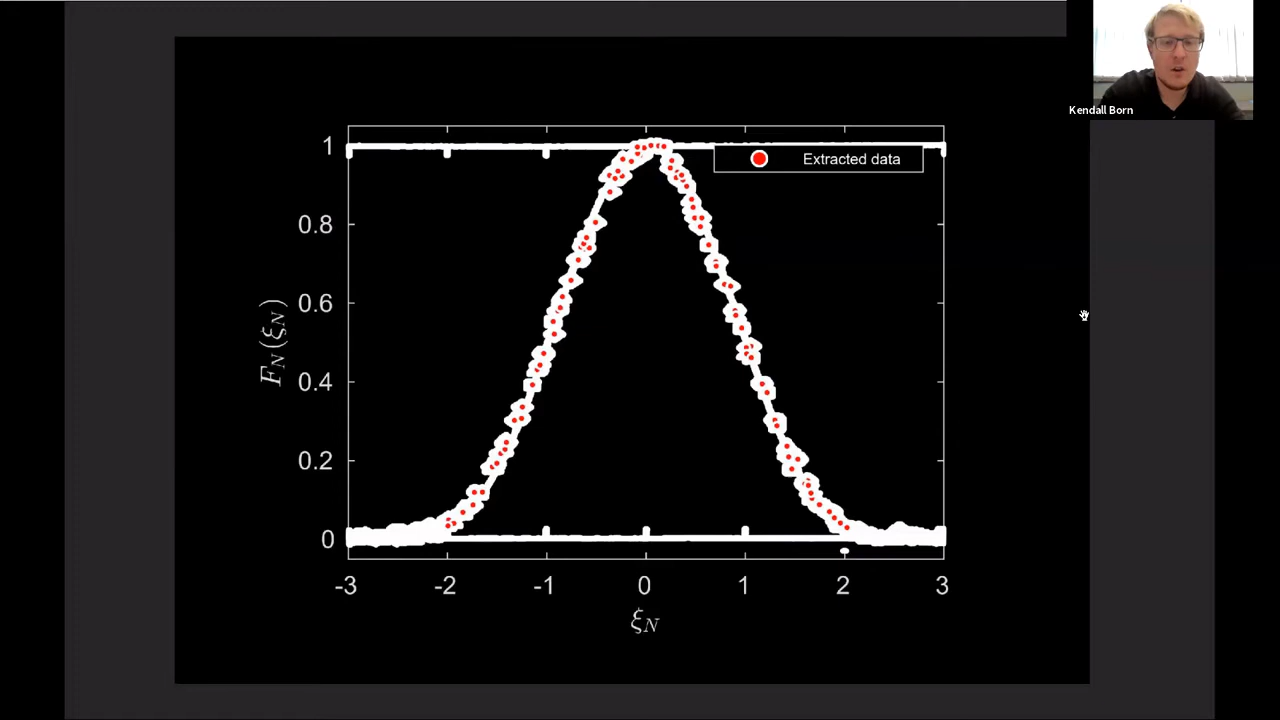 Kendall Born
1
Extracted data
0.8
0.6
F_N(ξ_N)
0.4
0.2
0
-3 -2 -1 0 1 2 3
ξ_N